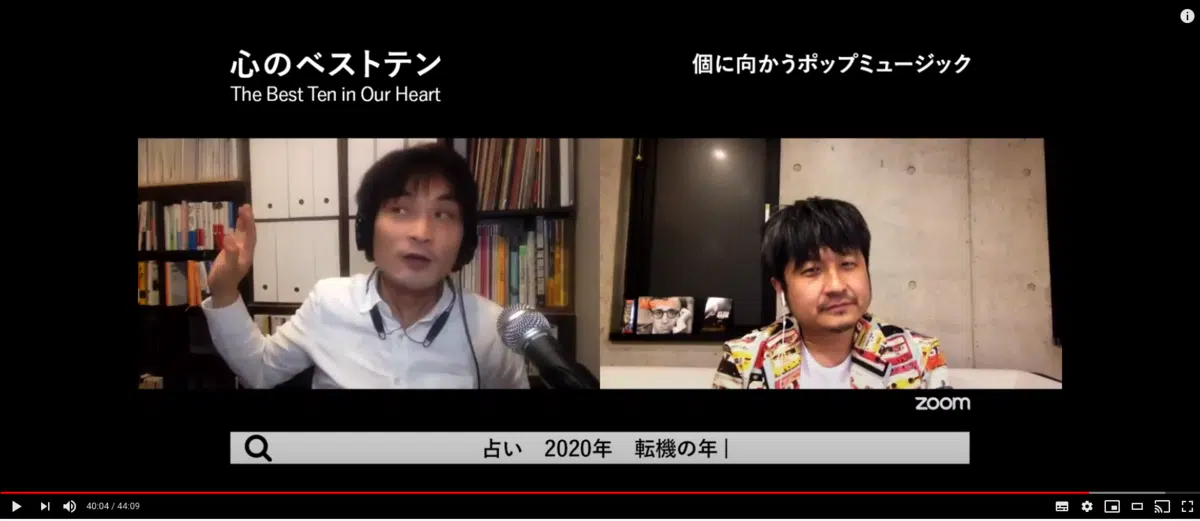 心のベストテン
The Best Ten in Our Heart
個に向かうポップミュージック
zoom
占い 2020年 転機の年
40:04 / 44:09